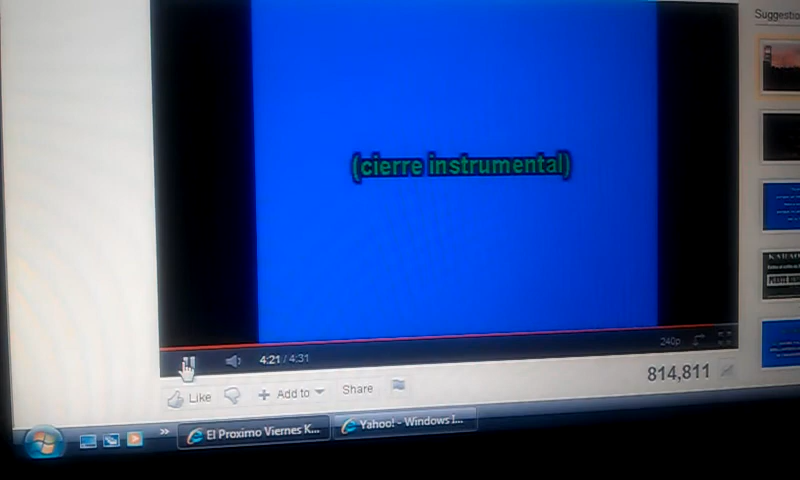 Suggestio
(cierre instrumental)
4:21 / 4:31
240p
Like
Add to
Share
814,811
El Proximo Viernes K...
Yahoo! - Windows I...